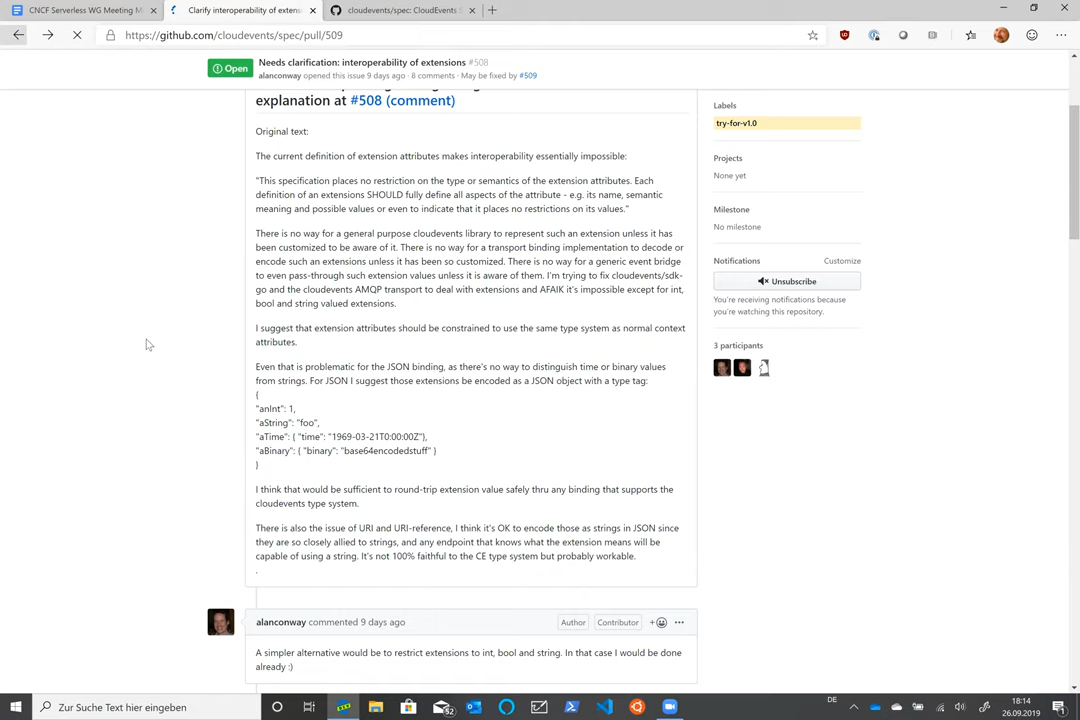 CNCF Serverless WG Meeting M
Clarify interoperability of extensi
cloudevents/spec: CloudEvents S
https://github.com/cloudevents/spec/pull/509
Open
Needs clarification: interoperability of extensions #508
alanconway opened this issue 9 days ago · 8 comments · May be fixed by #509
explanation at #508 (comment)
Original text:
The current definition of extension attributes makes interoperability essentially impossible:
"This specification places no restriction on the type or semantics of the extension attributes. Each
definition of an extensions SHOULD fully define all aspects of the attribute - e.g. its name, semantic
meaning and possible values or even to indicate that it places no restrictions on its values."
There is no way for a general purpose cloudevents library to represent such an extension unless it has
been customized to be aware of it. There is no way for a transport binding implementation to decode or
encode such an extensions unless it has been so customized. There is no way for a generic event bridge
to even pass-through such extension values unless it is aware of them. I'm trying to fix cloudevents/sdk-
go and the cloudevents AMQP transport to deal with extensions and AFAIK it's impossible except for int,
bool and string valued extensions.
I suggest that extension attributes should be constrained to use the same type system as normal context
attributes.
Even that is problematic for the JSON binding, as there's no way to distinguish time or binary values
from strings. For JSON I suggest those extensions be encoded as a JSON object with a type tag:
{
"anInt": 1,
"aString": "foo",
"aTime": { "time": "1969-03-21T0:00:00Z"},
"aBinary": { "binary": "base64encodedstuff" }
}
I think that would be sufficient to round-trip extension value safely thru any binding that supports the
cloudevents type system.
There is also the issue of URI and URI-reference, I think it's OK to encode those as strings in JSON since
they are so closely allied to strings, and any endpoint that knows what the extension means will be
capable of using a string. It's not 100% faithful to the CE type system but probably workable.
.
alanconway commented 9 days ago
Author
Contributor
A simpler alternative would be to restrict extensions to int, bool and string. In that case I would be done
already :)
Labels
try-for-v1.0
Projects
None yet
Milestone
No milestone
Notifications
Customize
Unsubscribe
You're receiving notifications because
you're watching this repository.
3 participants
Zur Suche Text hier eingeben
52
DE
18:14
26.09.2019